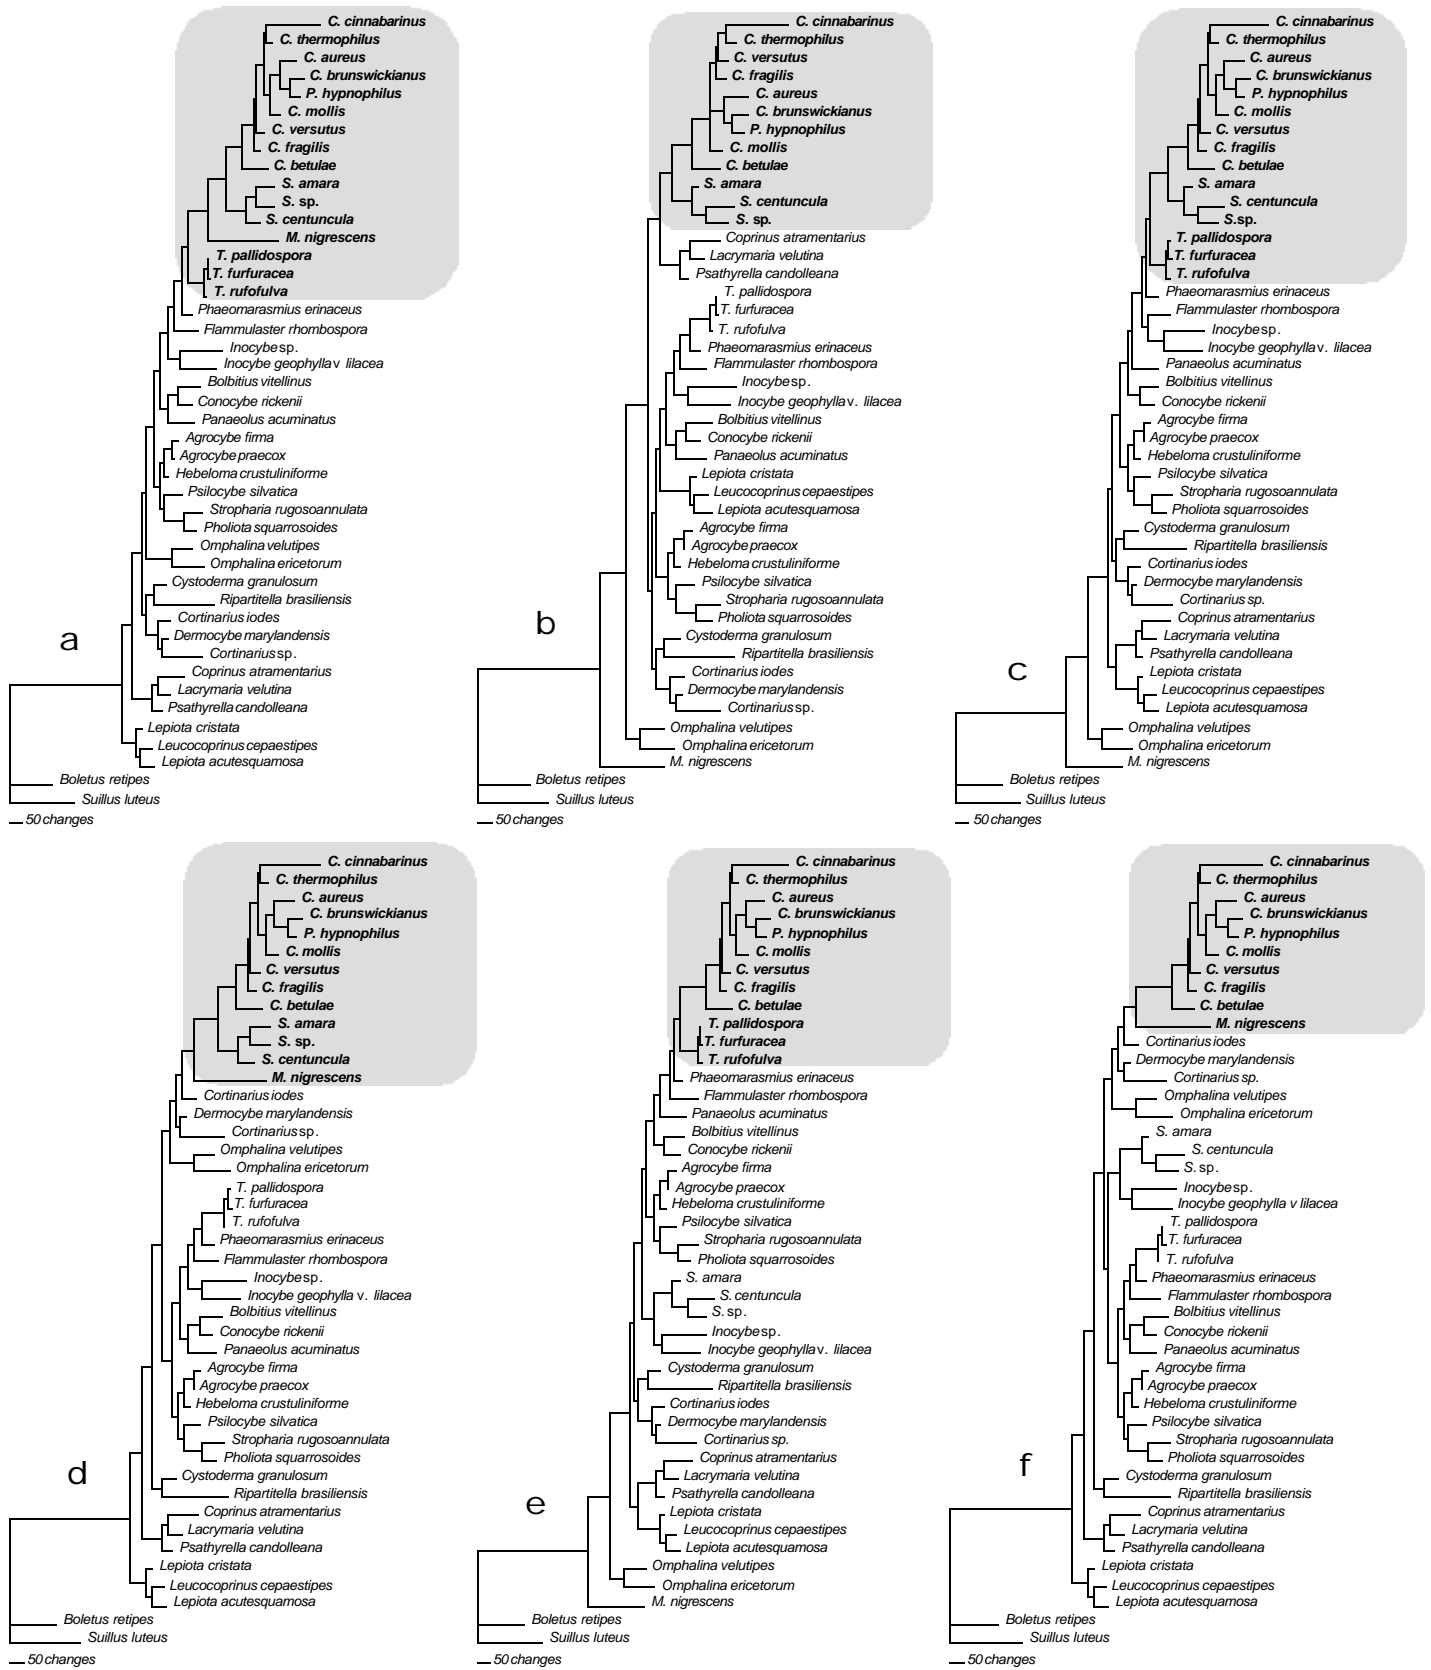 C. cinnabarinus
C. thermophilus
C. aureus
C. brunswickianus
P. hypnophilus
C. mollis
C. versutus
C. fragilis
C. betulae
S. amara
S. sp.
S. centuncula
M. nigrescens
T. pallidospora
T. furfuracea
T. rufofulva
Phaeomarasmius erinaceus
Flammulaster rhombospora
Inocybe sp.
Inocybe geophylla v lilacea
Bolbitius vitellinus
Conocybe rickenii
Panaeolus acuminatus
Agrocybe firma
Agrocybe praecox
Hebeloma crustuliniforme
Psilocybe silvatica
Stropharia rugosoannulata
Pholiota squarrosoides
Omphalina velutipes
Omphalina ericetorum
Cystoderma granulosum
Ripartitella brasiliensis
Cortinarius iodes
a
Dermocybe marylandensis
Cortinarius sp.
Coprinus atramentarius
Lacrymaria velutina
Psathyrella candolleana
Lepiota cristata
Leucocoprinus cepaestipes
Lepiota acutesquamosa
Boletus retipes
Suillus luteus
50 changes
C. cinnabarinus
C. thermophilus
C. versutus
C. fragilis
C. aureus
C. brunswickianus
P. hypnophilus
C. mollis
C. betulae
S. amara
S. centuncula
S. sp.
Coprinus atramentarius
Lacrymaria velutina
Psathyrella candolleana
T. pallidospora
T. furfuracea
T. rufofulva
Phaeomarasmius erinaceus
Flammulaster rhombospora
Inocybe sp.
Inocybe geophylla v. lilacea
Bolbitius vitellinus
Conocybe rickenii
Panaeolus acuminatus
Lepiota cristata
Leucocoprinus cepaestipes
Lepiota acutesquamosa
Agrocybe firma
Agrocybe praecox
Hebeloma crustuliniforme
Psilocybe silvatica
Stropharia rugosoannulata
Pholiota squarrosoides
b
Cystoderma granulosum
Ripartitella brasiliensis
Cortinarius iodes
Dermocybe marylandensis
Cortinarius sp.
Omphalina velutipes
Omphalina ericetorum
M. nigrescens
Boletus retipes
Suillus luteus
50 changes
C. cinnabarinus
C. thermophilus
C. aureus
C. brunswickianus
P. hypnophilus
C. mollis
C. versutus
C. fragilis
C. betulae
S. amara
S. centuncula
S.sp.
T. pallidospora
T. furfuracea
T. rufofulva
Phaeomarasmius erinaceus
Flammulaster rhombospora
Inocybe sp.
Inocybe geophylla v. lilacea
Panaeolus acuminatus
Bolbitius vitellinus
Conocybe rickenii
Agrocybe firma
Agrocybe praecox
Hebeloma crustuliniforme
Psilocybe silvatica
Stropharia rugosoannulata
Pholiota squarrosoides
Cystoderma granulosum
Ripartitella brasiliensis
Cortinarius iodes
Dermocybe marylandensis
Cortinarius sp.
Coprinus atramentarius
Lacrymaria velutina
Psathyrella candolleana
c
Lepiota cristata
Leucocoprinus cepaestipes
Lepiota acutesquamosa
Omphalina velutipes
Omphalina ericetorum
M. nigrescens
Boletus retipes
Suillus luteus
50 changes
C. cinnabarinus
C. thermophilus
C. aureus
C. brunswickianus
P. hypnophilus
C. mollis
C. versutus
C. fragilis
C. betulae
S. amara
S. sp.
S. centuncula
M. nigrescens
Cortinarius iodes
Dermocybe marylandensis
Cortinarius sp.
Omphalina velutipes
Omphalina ericetorum
T. pallidospora
T. furfuracea
T. rufofulva
Phaeomarasmius erinaceus
Flammulaster rhombospora
Inocybe sp.
Inocybe geophylla v. lilacea
Bolbitius vitellinus
Conocybe rickenii
Panaeolus acuminatus
Agrocybe firma
Agrocybe praecox
Hebeloma crustuliniforme
Psilocybe silvatica
Stropharia rugosoannulata
Pholiota squarrosoides
d
Cystoderma granulosum
Ripartitella brasiliensis
Coprinus atramentarius
Lacrymaria velutina
Psathyrella candolleana
Lepiota cristata
Leucocoprinus cepaestipes
Lepiota acutesquamosa
Boletus retipes
Suillus luteus
50 changes
C. cinnabarinus
C. thermophilus
C. aureus
C. brunswickianus
P. hypnophilus
C. mollis
C. versutus
C. fragilis
C. betulae
T. pallidospora
T. furfuracea
T. rufofulva
Phaeomarasmius erinaceus
Flammulaster rhombospora
Panaeolus acuminatus
Bolbitius vitellinus
Conocybe rickenii
Agrocybe firma
Agrocybe praecox
Hebeloma crustuliniforme
Psilocybe silvatica
Stropharia rugosoannulata
Pholiota squarrosoides
S. amara
S. centuncula
S. sp.
Inocybe sp.
Inocybe geophylla v. lilacea
Cystoderma granulosum
Ripartitella brasiliensis
Cortinarius iodes
Dermocybe marylandensis
Cortinarius sp.
Coprinus atramentarius
Lacrymaria velutina
Psathyrella candolleana
e
Lepiota cristata
Leucocoprinus cepaestipes
Lepiota acutesquamosa
Omphalina velutipes
Omphalina ericetorum
M. nigrescens
Boletus retipes
Suillus luteus
50 changes
C. cinnabarinus
C. thermophilus
C. aureus
C. brunswickianus
P. hypnophilus
C. mollis
C. versutus
C. fragilis
C. betulae
M. nigrescens
Cortinarius iodes
Dermocybe marylandensis
Cortinarius sp.
Omphalina velutipes
Omphalina ericetorum
S. amara
S. centuncula
S. sp.
Inocybe sp.
Inocybe geophylla v lilacea
T. pallidospora
T. furfuracea
T. rufofulva
Phaeomarasmius erinaceus
Flammulaster rhombospora
Bolbitius vitellinus
Conocybe rickenii
Panaeolus acuminatus
Agrocybe firma
Agrocybe praecox
Hebeloma crustuliniforme
Psilocybe silvatica
Stropharia rugosoannulata
Pholiota squarrosoides
f
Cystoderma granulosum
Ripartitella brasiliensis
Coprinus atramentarius
Lacrymaria velutina
Psathyrella candolleana
Lepiota cristata
Leucocoprinus cepaestipes
Lepiota acutesquamosa
Boletus retipes
Suillus luteus
50 changes